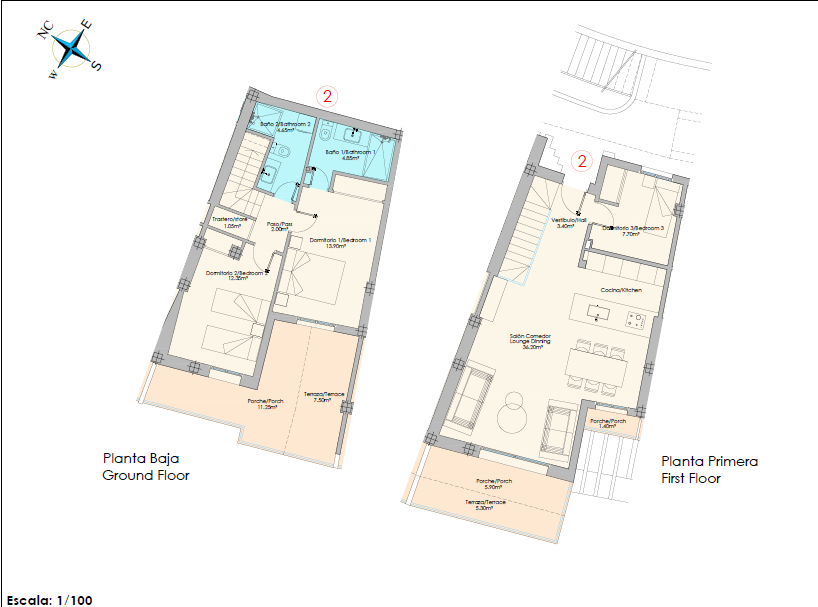 NC
E
W
S
2
Baño 2/Bathroom 2
4.65m²
Baño 1/Bathroom 1
4.85m²
Trastero/store
1.05m²
Paso/Pass
2.00m²
Dormitorio 1/Bedroom 1
13.90m²
Dormitorio 2/Bedroom 2
12.35m²
Porche/Porch
11.25m²
Terraza/Terrace
7.50m²
Planta Baja
Ground Floor
2
Vestibulo/Hall
3.40m²
Dormitorio 3/Bedroom 3
7.70m²
Cocina/Kitchen
Salón Comedor
Lounge Dinning
36.20m²
Porche/Porch
1.40m²
Porche/Porch
5.90m²
Terraza/Terrace
5.30m²
Planta Primera
First Floor
Escala: 1/100